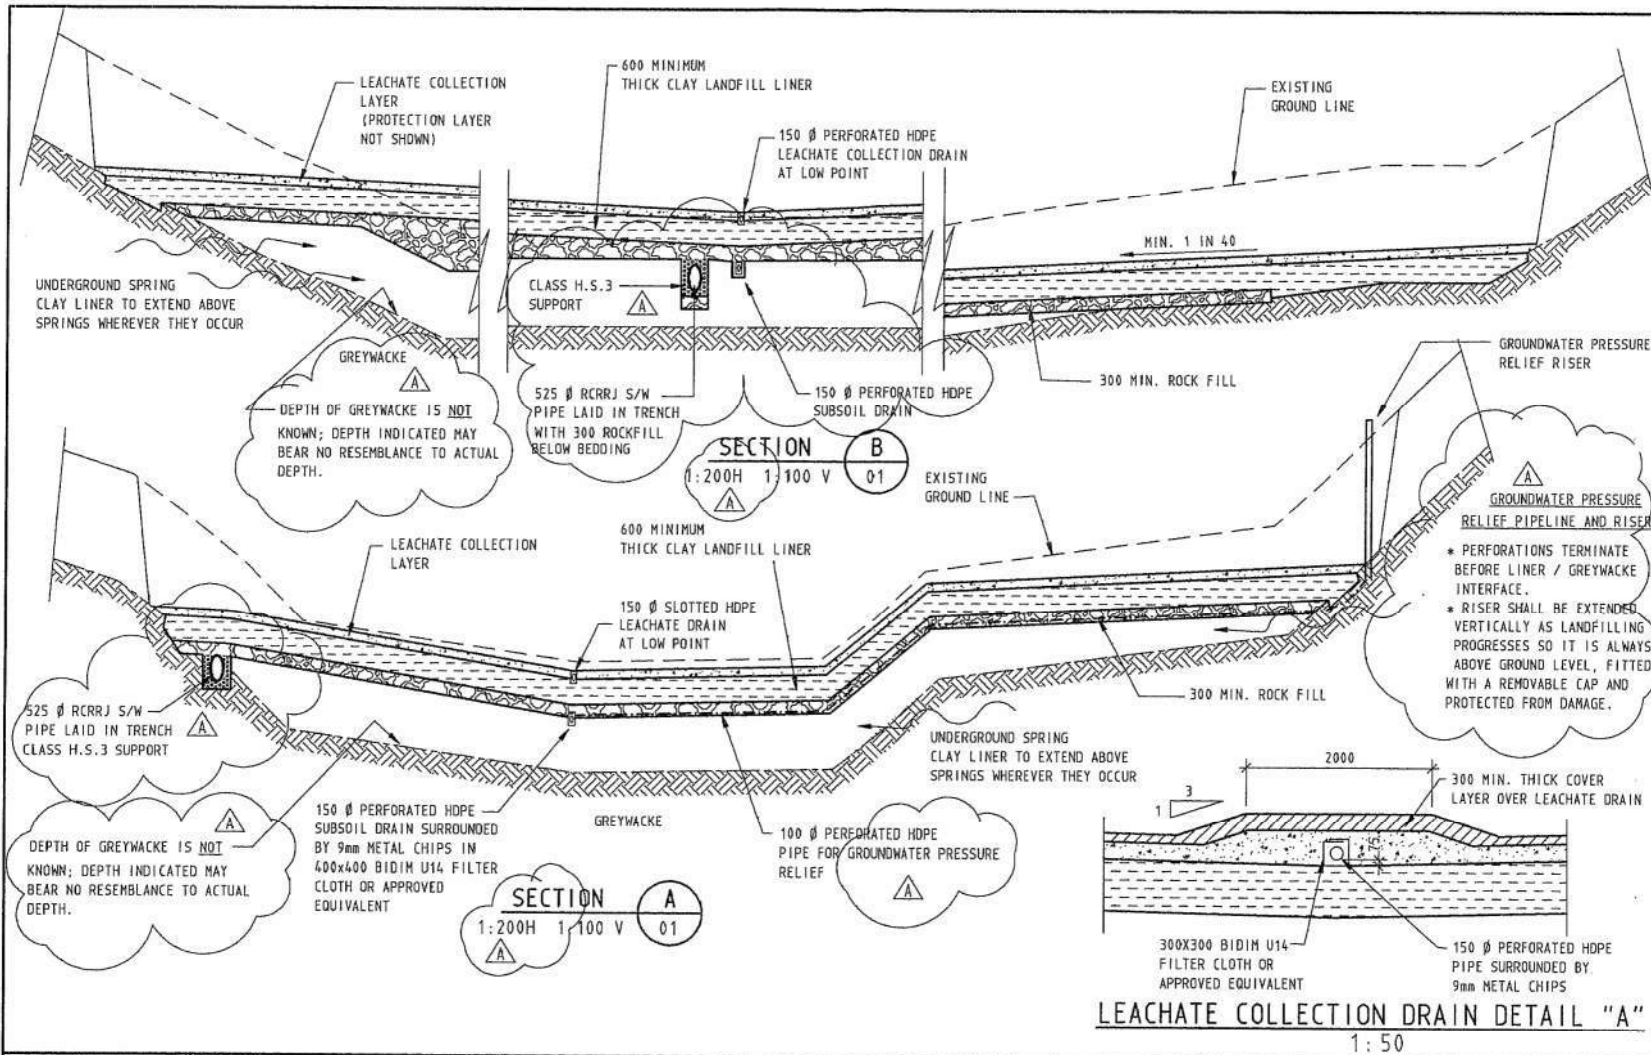 LEACHATE COLLECTION
LAYER
(PROTECTION LAYER
NOT SHOWN)
600 MINIMUM
THICK CLAY LANDFILL LINER
150 Ø PERFORATED HDPE
LEACHATE COLLECTION DRAIN
AT LOW POINT
EXISTING
GROUND LINE
MIN. 1 IN 40
UNDERGROUND SPRING
CLAY LINER TO EXTEND ABOVE
SPRINGS WHEREVER THEY OCCUR
CLASS H.S.3
SUPPORT
A
GREYWACKE
A
DEPTH OF GREYWACKE IS NOT
KNOWN; DEPTH INDICATED MAY
BEAR NO RESEMBLANCE TO ACTUAL
DEPTH.
525 Ø RCRRJ S/W
PIPE LAID IN TRENCH
WITH 300 ROCKFILL
BELOW BEDDING
150 Ø PERFORATED HDPE
SUBSOIL DRAIN
300 MIN. ROCK FILL
GROUNDWATER PRESSURE
RELIEF RISER
SECTION B
1:200H 1:100 V 01
A
EXISTING
GROUND LINE
A
GROUNDWATER PRESSURE
RELIEF PIPELINE AND RISER
* PERFORATIONS TERMINATE
BEFORE LINER / GREYWACKE
INTERFACE.
* RISER SHALL BE EXTENDED
VERTICALLY AS LANDFILLING
PROGRESSES SO IT IS ALWAYS
ABOVE GROUND LEVEL, FITTED
WITH A REMOVABLE CAP AND
PROTECTED FROM DAMAGE.
LEACHATE COLLECTION
LAYER
600 MINIMUM
THICK CLAY LANDFILL LINER
150 Ø SLOTTED HDPE
LEACHATE DRAIN
AT LOW POINT
300 MIN. ROCK FILL
525 Ø RCRRJ S/W
PIPE LAID IN TRENCH
CLASS H.S.3 SUPPORT
A
UNDERGROUND SPRING
CLAY LINER TO EXTEND ABOVE
SPRINGS WHEREVER THEY OCCUR
A
DEPTH OF GREYWACKE IS NOT
KNOWN; DEPTH INDICATED MAY
BEAR NO RESEMBLANCE TO ACTUAL
DEPTH.
150 Ø PERFORATED HDPE
SUBSOIL DRAIN SURROUNDED
BY 9mm METAL CHIPS IN
400x400 BIDIM U14 FILTER
CLOTH OR APPROVED
EQUIVALENT
GREYWACKE
100 Ø PERFORATED HDPE
PIPE FOR GROUNDWATER PRESSURE
RELIEF
A
SECTION A
1:200H 1:100 V 01
A
2000
3
1
300 MIN. THICK COVER
LAYER OVER LEACHATE DRAIN
75
300X300 BIDIM U14
FILTER CLOTH OR
APPROVED EQUIVALENT
150 Ø PERFORATED HDPE
PIPE SURROUNDED BY
9mm METAL CHIPS
LEACHATE COLLECTION DRAIN DETAIL "A"
1:50